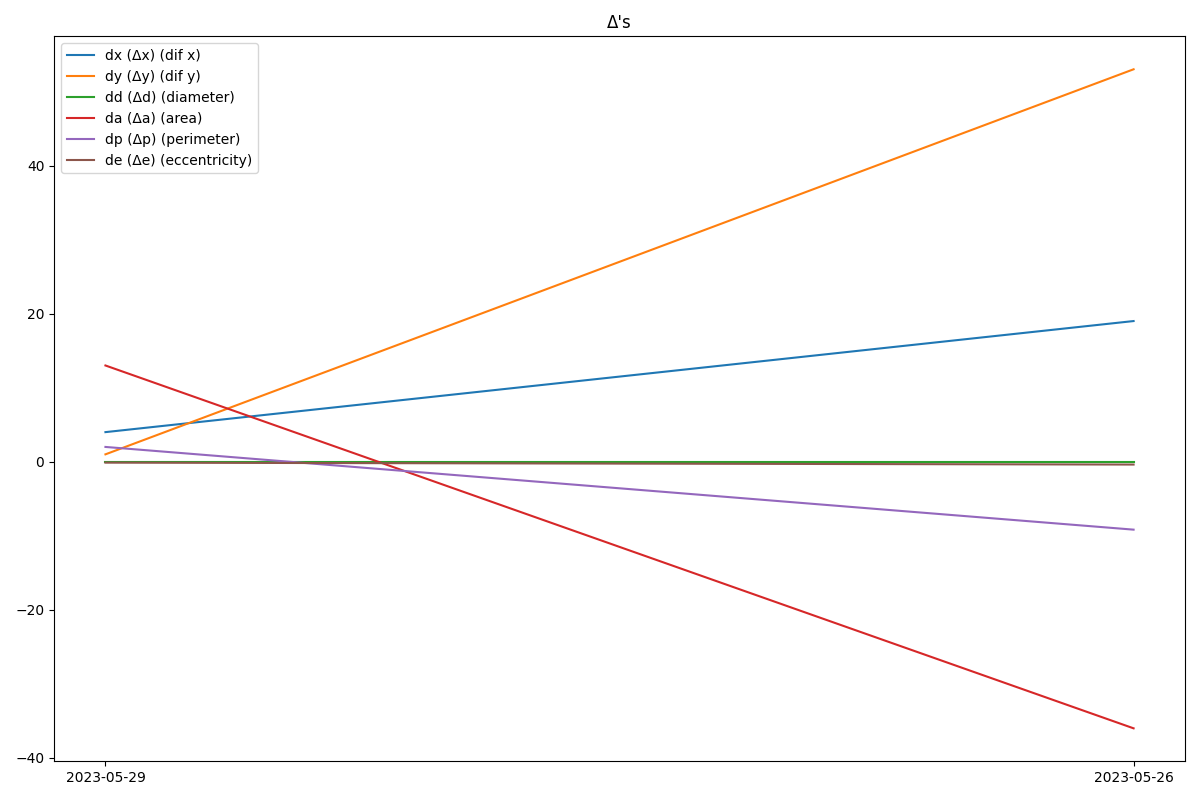 Δ's
dx (Δx) (dif x)
dy (Δy) (dif y)
dd (Δd) (diameter)
da (Δa) (area)
dp (Δp) (perimeter)
de (Δe) (eccentricity)
40
20
0
−20
−40
2023-05-29
2023-05-26